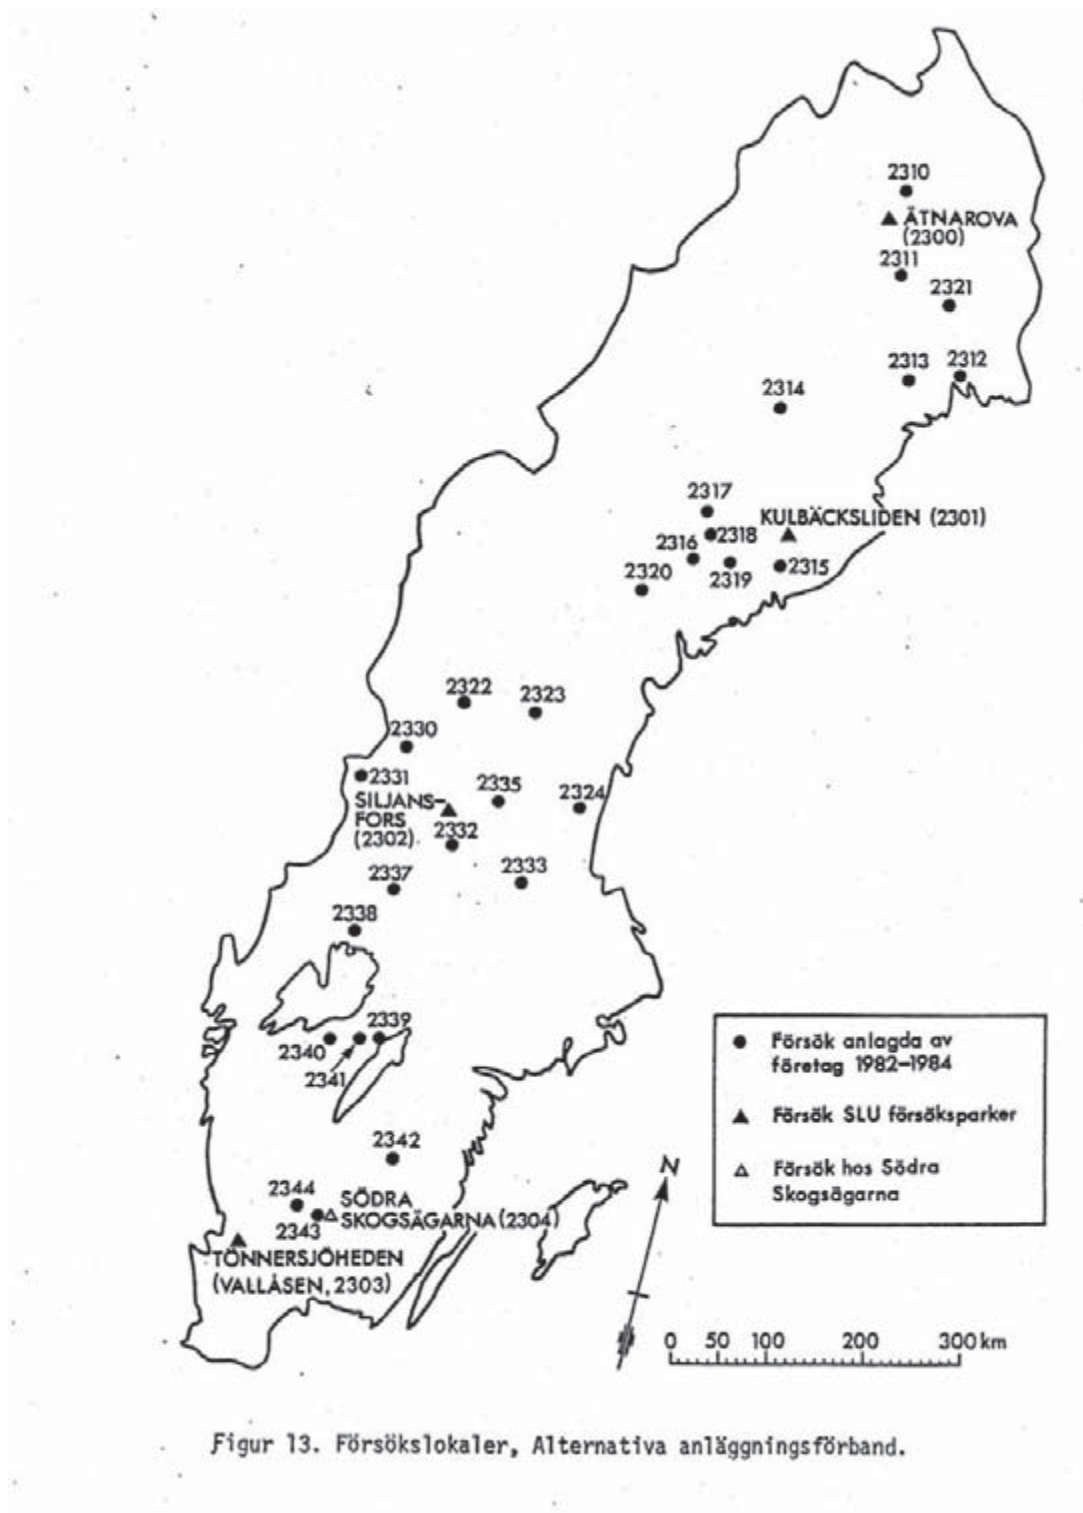 2310
ÄTNAROVA
(2300)
2311
2321
2313
2312
2314
2317
KULBÄCKSLIDEN (2301)
2318
2316
2319
2315
2320
2322
2323
2330
2331
2335
2324
SILJANS-
FORS
(2302)
2332
2333
2337
2338
2339
2340
2341
2342
2344
SÖDRA
SKOGSÄGARNA (2304)
2343
TÖNNERSJÖHEDEN
(VALLÅSEN, 2303)
Försök anlagda av
företag 1982-1984
Försök SLU försöksparker
Försök hos Södra
Skogsägarna
N
0 50 100 200 300 km
Figur 13. Försökslokaler, Alternativa anläggningsförband.